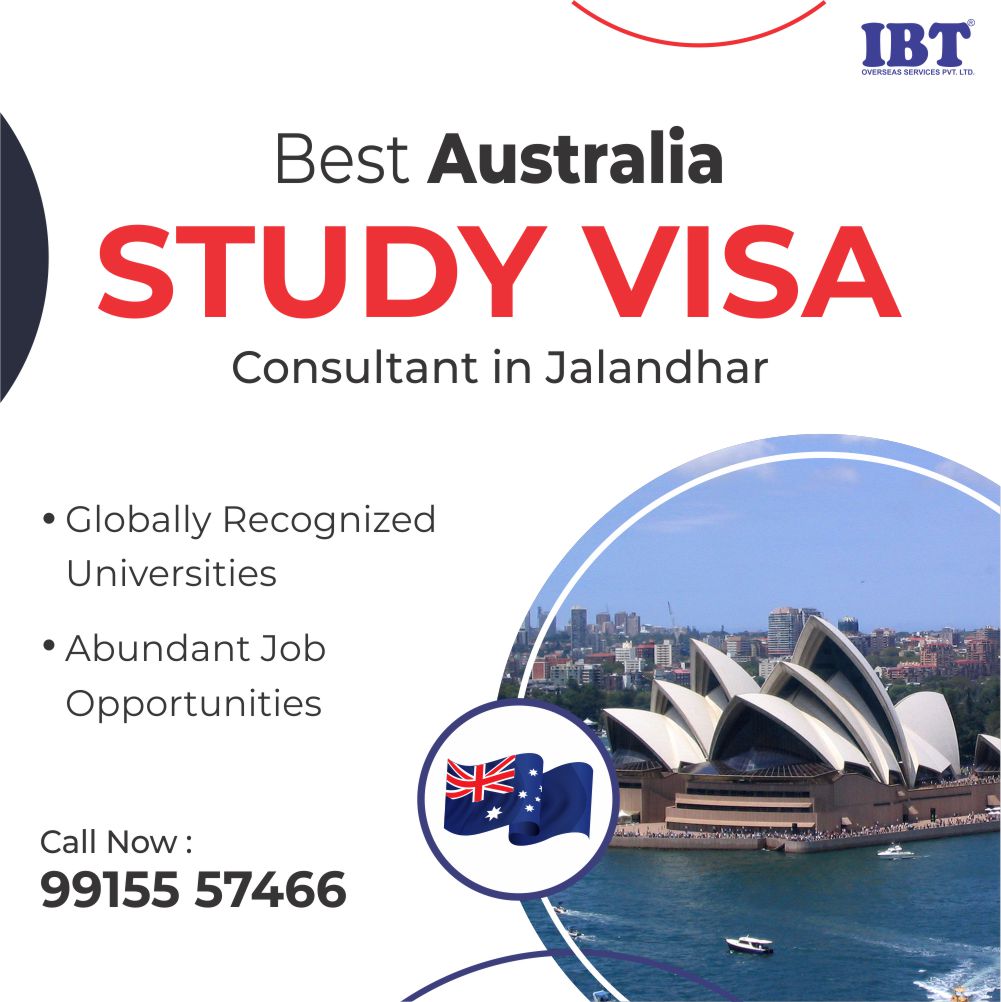 IBT®
OVERSEAS SERVICES PVT. LTD.
Best Australia
STUDY VISA
Consultant in Jalandhar
• Globally Recognized
Universities
• Abundant Job
Opportunities
Call Now :
99155 57466